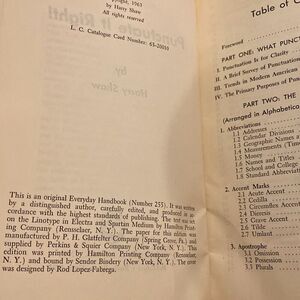 Copyright, 1963
by
Harry Shaw
All rights reserved
L. C. Catalogue Card Number: 63-20010
Punctuate It Right!
by
Harry Shaw
This is an original Everyday Handbook (Number 255). It was written
by a distinguished author, carefully edited, and produced in ac-
cordance with the highest standards of publishing. The text was set
on the Linotype in Electra and Spartan Medium by Hamilton Print-
ing Company (Rensselaer, N. Y.). The paper for this edition was
manufactured by P. H. Glatfelter Company (Spring Grove, Pa.) and
supplied by Perkins & Squier Company (New York, N. Y.). This
edition was printed by Hamilton Printing Company (Rensselaer,
N. Y.) and bound by Sendor Bindery (New York, N. Y.). The cover
was designed by Rod Lopez-Fabrega.
Table of
Foreword
PART ONE: WHAT PUNCT
I. Punctuation Is for Clarity
II. A Brief Survey of Punctuat
III. Trends in Modern American
IV. The Primary Purposes of Punct
PART TWO: THE
(Arranged in Alphabetica
1. Abbreviations
1.1 Addresses
1.2 Calendar Divisions
1.3 Geographic Names
1.4 Measurements (Tim
1.5 Money
1.6 Names and Titles
1.7 School and Colleg
1.8 Standard Abbrevi
2. Accent Marks
2.1 Acute Accent
2.2 Cedilla
2.3 Circumflex Accent
2.4 Dieresis
2.5 Grave Accent
2.6 Tilde
2.7 Umlaut
3. Apostrophe
3.1 Omission
3.2 Possession
3.3 Plurals